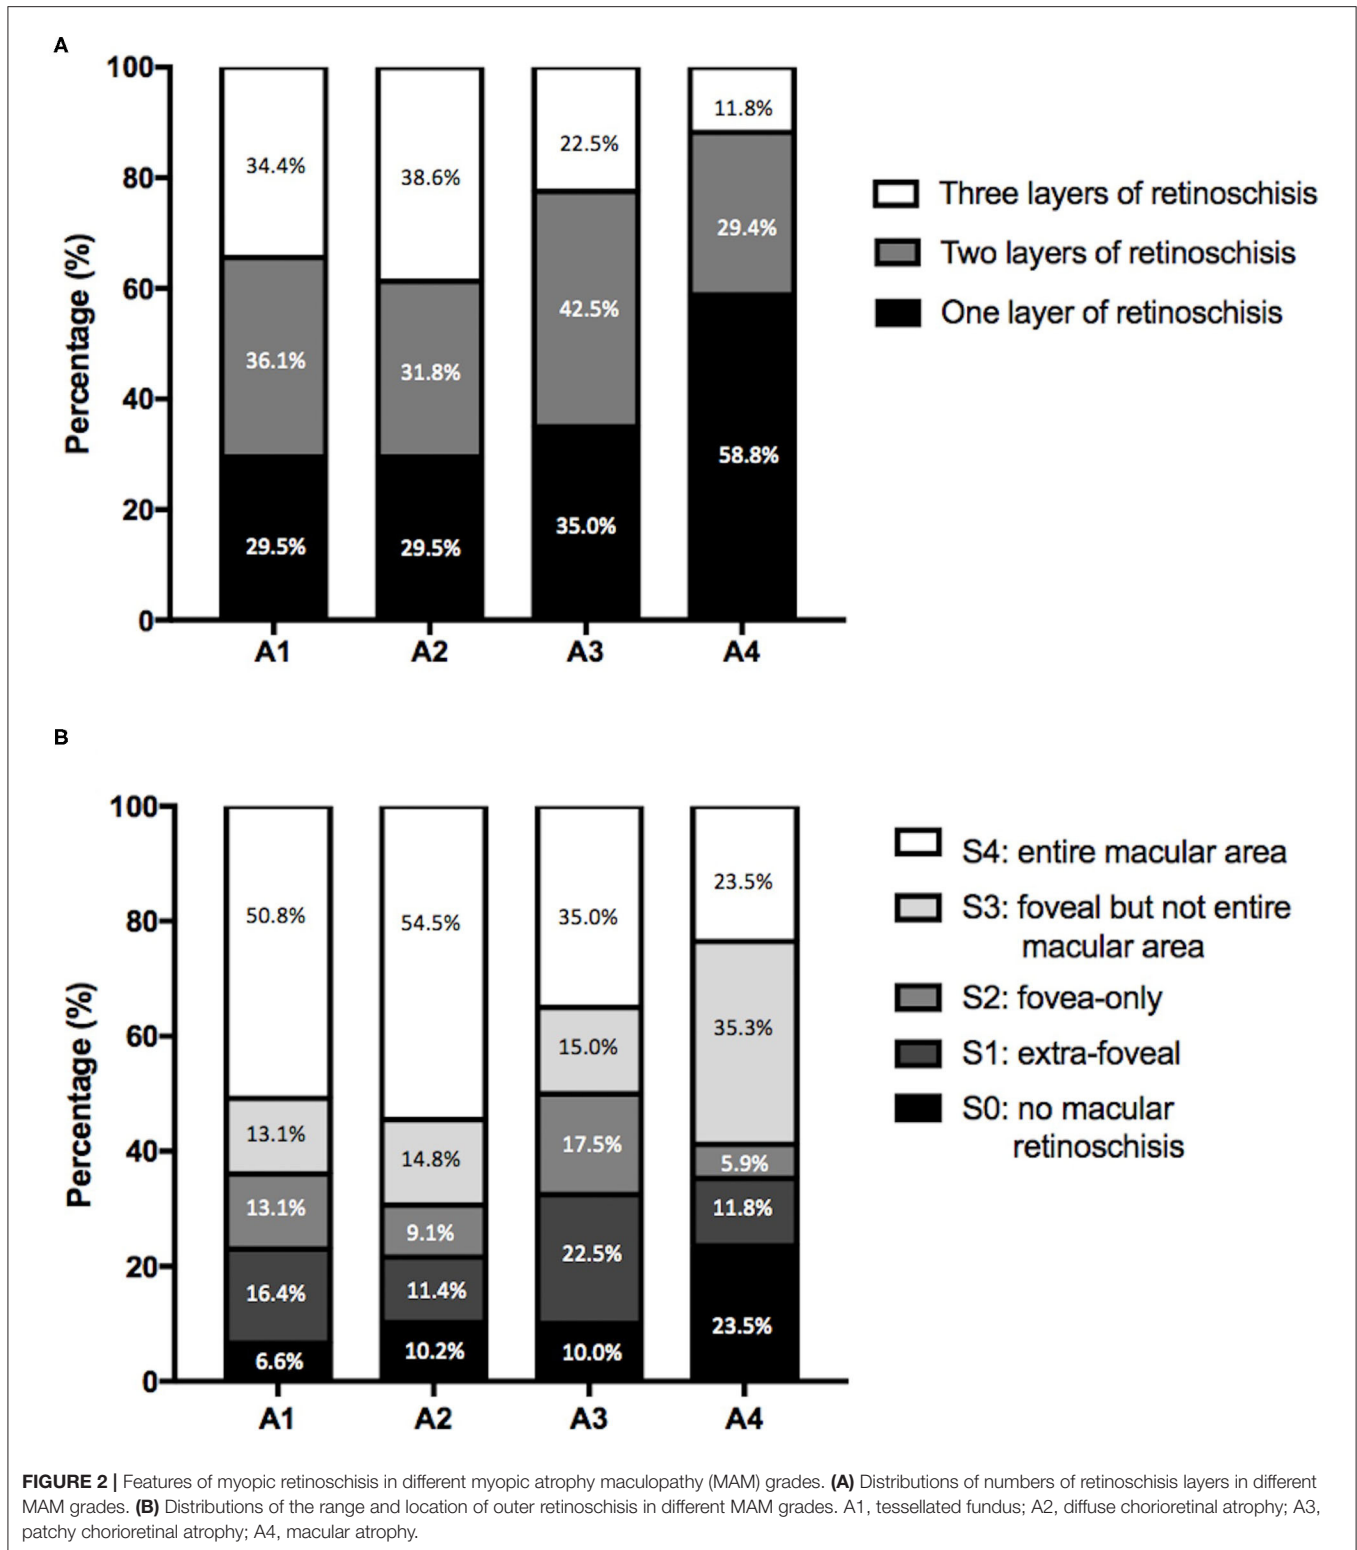 A
100
80
60
40
20
0
Percentage (%)
34.4%
36.1%
29.5%
38.6%
31.8%
29.5%
22.5%
42.5%
35.0%
11.8%
29.4%
58.8%
A1
A2
A3
A4
Three layers of retinoschisis
Two layers of retinoschisis
One layer of retinoschisis
B
100
80
60
40
20
0
Percentage (%)
50.8%
13.1%
13.1%
16.4%
6.6%
54.5%
14.8%
9.1%
11.4%
10.2%
35.0%
15.0%
17.5%
22.5%
10.0%
23.5%
35.3%
5.9%
11.8%
23.5%
A1
A2
A3
A4
S4: entire macular area
S3: foveal but not entire
macular area
S2: fovea-only
S1: extra-foveal
S0: no macular
retinoschisis
FIGURE 2 | Features of myopic retinoschisis in different myopic atrophy maculopathy (MAM) grades. (A) Distributions of numbers of retinoschisis layers in different
MAM grades. (B) Distributions of the range and location of outer retinoschisis in different MAM grades. A1, tessellated fundus; A2, diffuse chorioretinal atrophy; A3,
patchy chorioretinal atrophy; A4, macular atrophy.